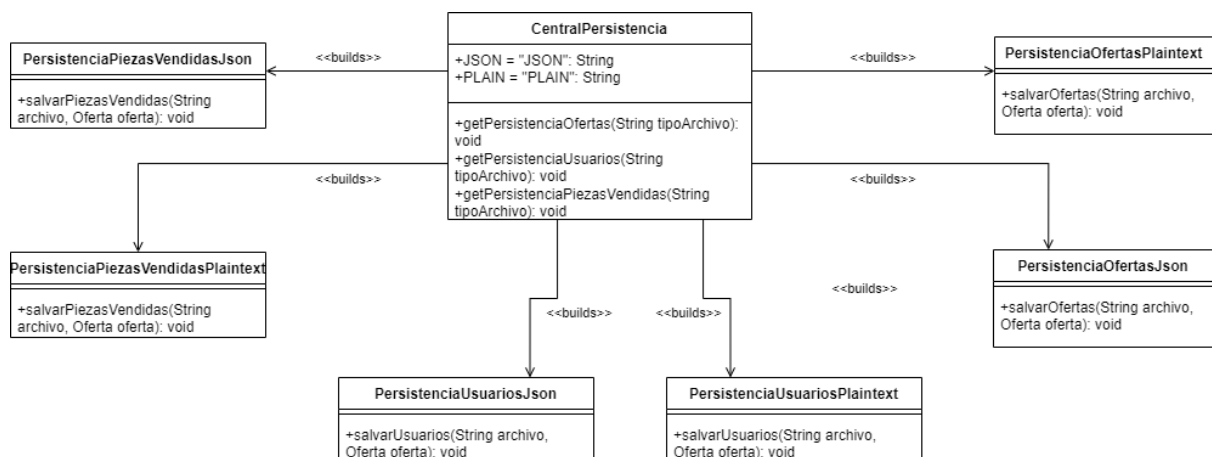 CentralPersistencia
+JSON = "JSON": String
+PLAIN = "PLAIN": String
+getPersistenciaOfertas(String tipoArchivo):
void
+getPersistenciaUsuarios(String
tipoArchivo): void
+getPersistenciaPiezasVendidas(String
tipoArchivo): void
<<builds>>
PersistenciaPiezasVendidasJson
+salvarPiezasVendidas(String
archivo, Oferta oferta): void
<<builds>>
PersistenciaOfertasPlaintext
+salvarOfertas(String archivo,
Oferta oferta): void
<<builds>>
PersistenciaPiezasVendidasPlaintext
+salvarPiezasVendidas(String
archivo, Oferta oferta): void
<<builds>>
PersistenciaOfertasJson
+salvarOfertas(String archivo,
Oferta oferta): void
<<builds>>
<<builds>>
PersistenciaUsuariosJson
+salvarUsuarios(String archivo,
Oferta oferta): void
<<builds>>
PersistenciaUsuariosPlaintext
+salvarUsuarios(String archivo,
Oferta oferta): void